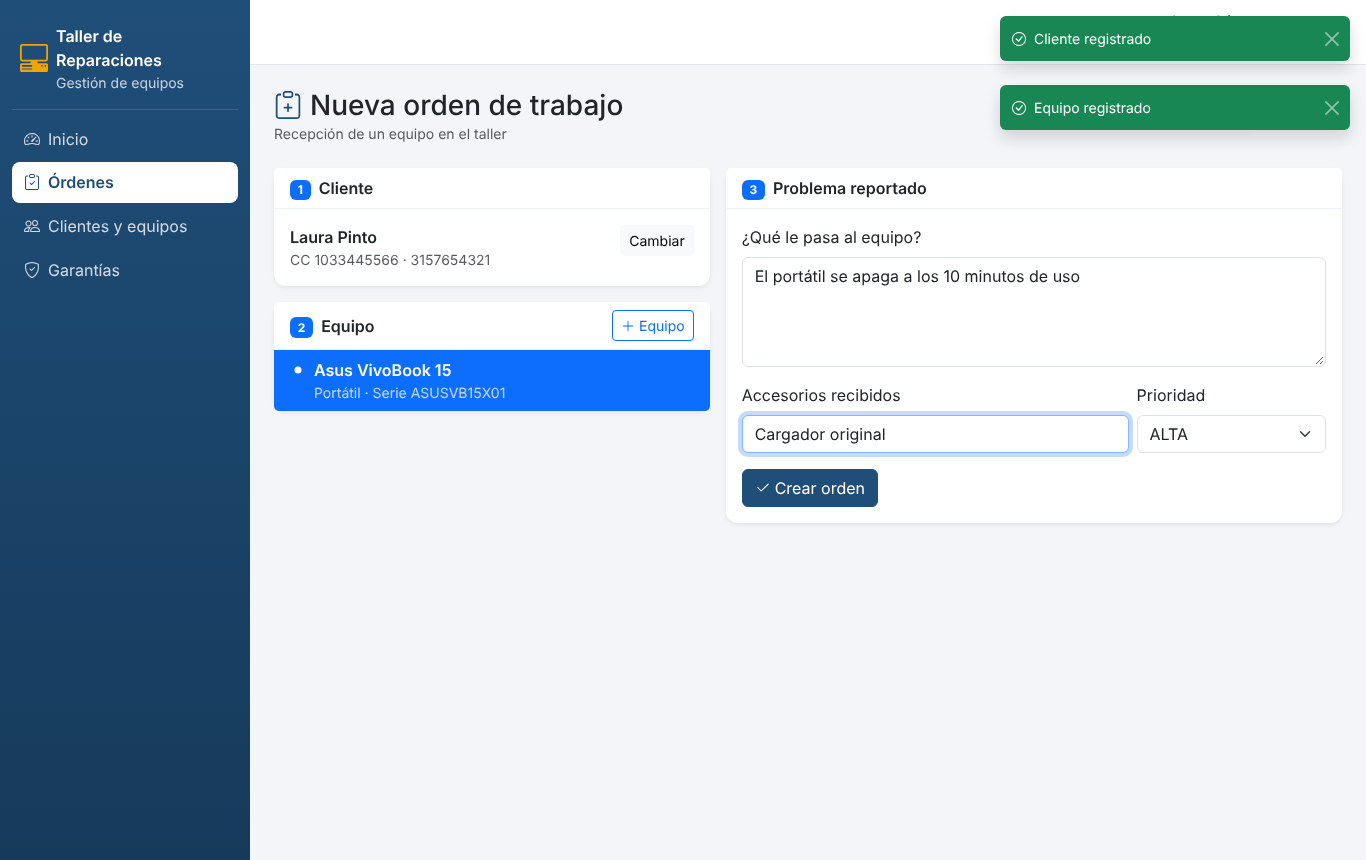 Taller de
Reparaciones
Gestión de equipos
Inicio
Órdenes
Clientes y equipos
Garantías
Cliente registrado
Equipo registrado
Nueva orden de trabajo
Recepción de un equipo en el taller
1 Cliente
Laura Pinto
CC 1033445566 · 3157654321
Cambiar
2 Equipo
+ Equipo
Asus VivoBook 15
Portátil · Serie ASUSVB15X01
3 Problema reportado
¿Qué le pasa al equipo?
El portátil se apaga a los 10 minutos de uso
Accesorios recibidos
Prioridad
Cargador original
ALTA
Crear orden